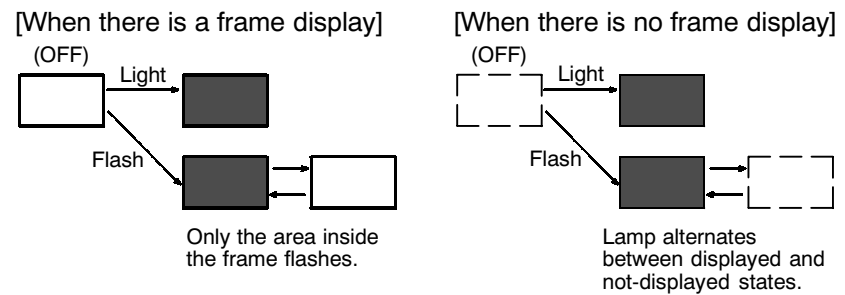 [When there is a frame display]
(OFF)
Light
Flash
Only the area inside
the frame flashes.
[When there is no frame display]
(OFF)
Light
Flash
Lamp alternates
between displayed and
not-displayed states.